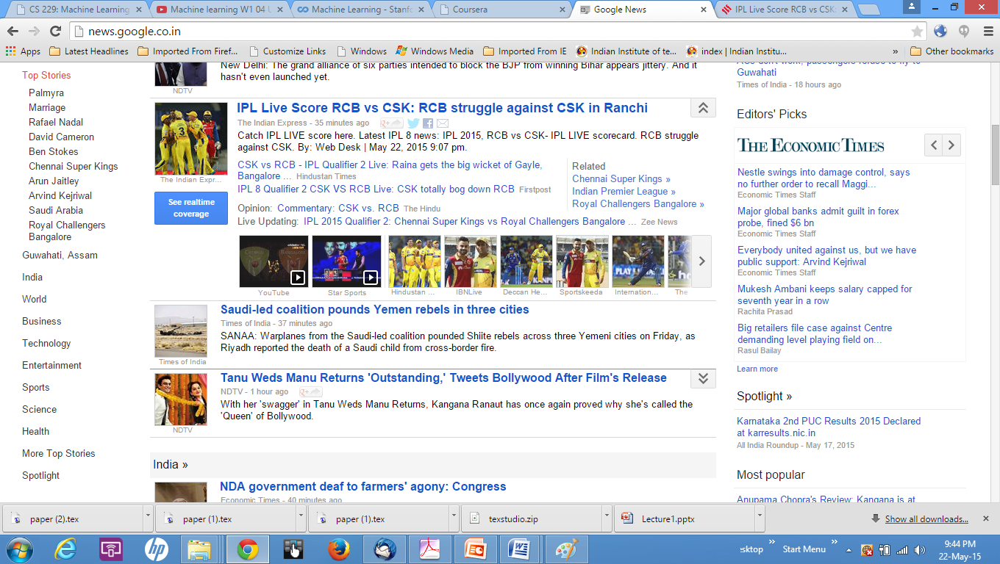 CS 229: Machine Learning
Machine learning W1 04 L
Machine Learning - Stanfo
Coursera
Google News
IPL Live Score RCB vs CSK
news.google.co.in
Apps
Latest Headlines
Imported From Firef...
Customize Links
Windows
Windows Media
Imported From IE
Indian Institute of te...
index | Indian Institu...
»
Other bookmarks
Top Stories
Palmyra
Marriage
Rafael Nadal
David Cameron
Ben Stokes
Chennai Super Kings
Arun Jaitley
Arvind Kejriwal
Saudi Arabia
Royal Challengers
Bangalore
Guwahati, Assam
India
World
Business
Technology
Entertainment
Sports
Science
Health
More Top Stories
Spotlight
New Delhi: The grand alliance of six parties intended to block the BJP from winning Bihar appears jittery. And it
hasn't even launched yet.
NDTV
IPL Live Score RCB vs CSK: RCB struggle against CSK in Ranchi
The Indian Express - 35 minutes ago
Catch IPL LIVE score here. Latest IPL 8 news: IPL 2015, RCB vs CSK- IPL LIVE scorecard. RCB struggle
against CSK. By: Web Desk | May 22, 2015 9:07 pm.
The Indian Expr...
See realtime
coverage
CSK vs RCB - IPL Qualifier 2 Live: Raina gets the big wicket of Gayle,
Bangalore ... Hindustan Times
IPL 8 Qualifier 2 CSK VS RCB Live: CSK totally bog down RCB Firstpost
Opinion: Commentary: CSK vs. RCB The Hindu
Live Updating: IPL 2015 Qualifier 2: Chennai Super Kings vs Royal Challengers Bangalore ... Zee News
Related
Chennai Super Kings »
Indian Premier League »
Royal Challengers Bangalore »
YouTube
Star Sports
Hindustan ...
IBNLive
Deccan He...
Sportskeeda
Internation...
The
Saudi-led coalition pounds Yemen rebels in three cities
Times of India - 37 minutes ago
SANAA: Warplanes from the Saudi-led coalition pounded Shiite rebels across three Yemeni cities on Friday, as
Riyadh reported the death of a Saudi child from cross-border fire.
Times of India
Tanu Weds Manu Returns 'Outstanding,' Tweets Bollywood After Film's Release
NDTV - 1 hour ago
With her 'swagger' in Tanu Weds Manu Returns, Kangana Ranaut has once again proved why she's called the
'Queen' of Bollywood.
NDTV
India »
NDA government deaf to farmers' agony: Congress
Economic Times - 40 minutes ago
Guwahati
Times of India - 18 hours ago
Editors' Picks
THE ECONOMIC TIMES
Nestle swings into damage control, says
no further order to recall Maggi...
Economic Times Staff
Major global banks admit guilt in forex
probe, fined $6 bn
Economic Times Staff
Everybody united against us, but we have
public support: Arvind Kejriwal
Economic Times Staff
Mukesh Ambani keeps salary capped for
seventh year in a row
Rachita Prasad
Big retailers file case against Centre
demanding level playing field on...
Rasul Bailay
Learn more
Spotlight »
Karnataka 2nd PUC Results 2015 Declared
at karresults.nic.in
All India Roundup - May 17, 2015
Most popular
Anupama Chopra's Review: Kangana is at
paper (2).tex
paper (1).tex
paper (1).tex
texstudio.zip
Lecture1.pptx
Show all downloads...
sktop
Start Menu
9:44 PM
22-May-15